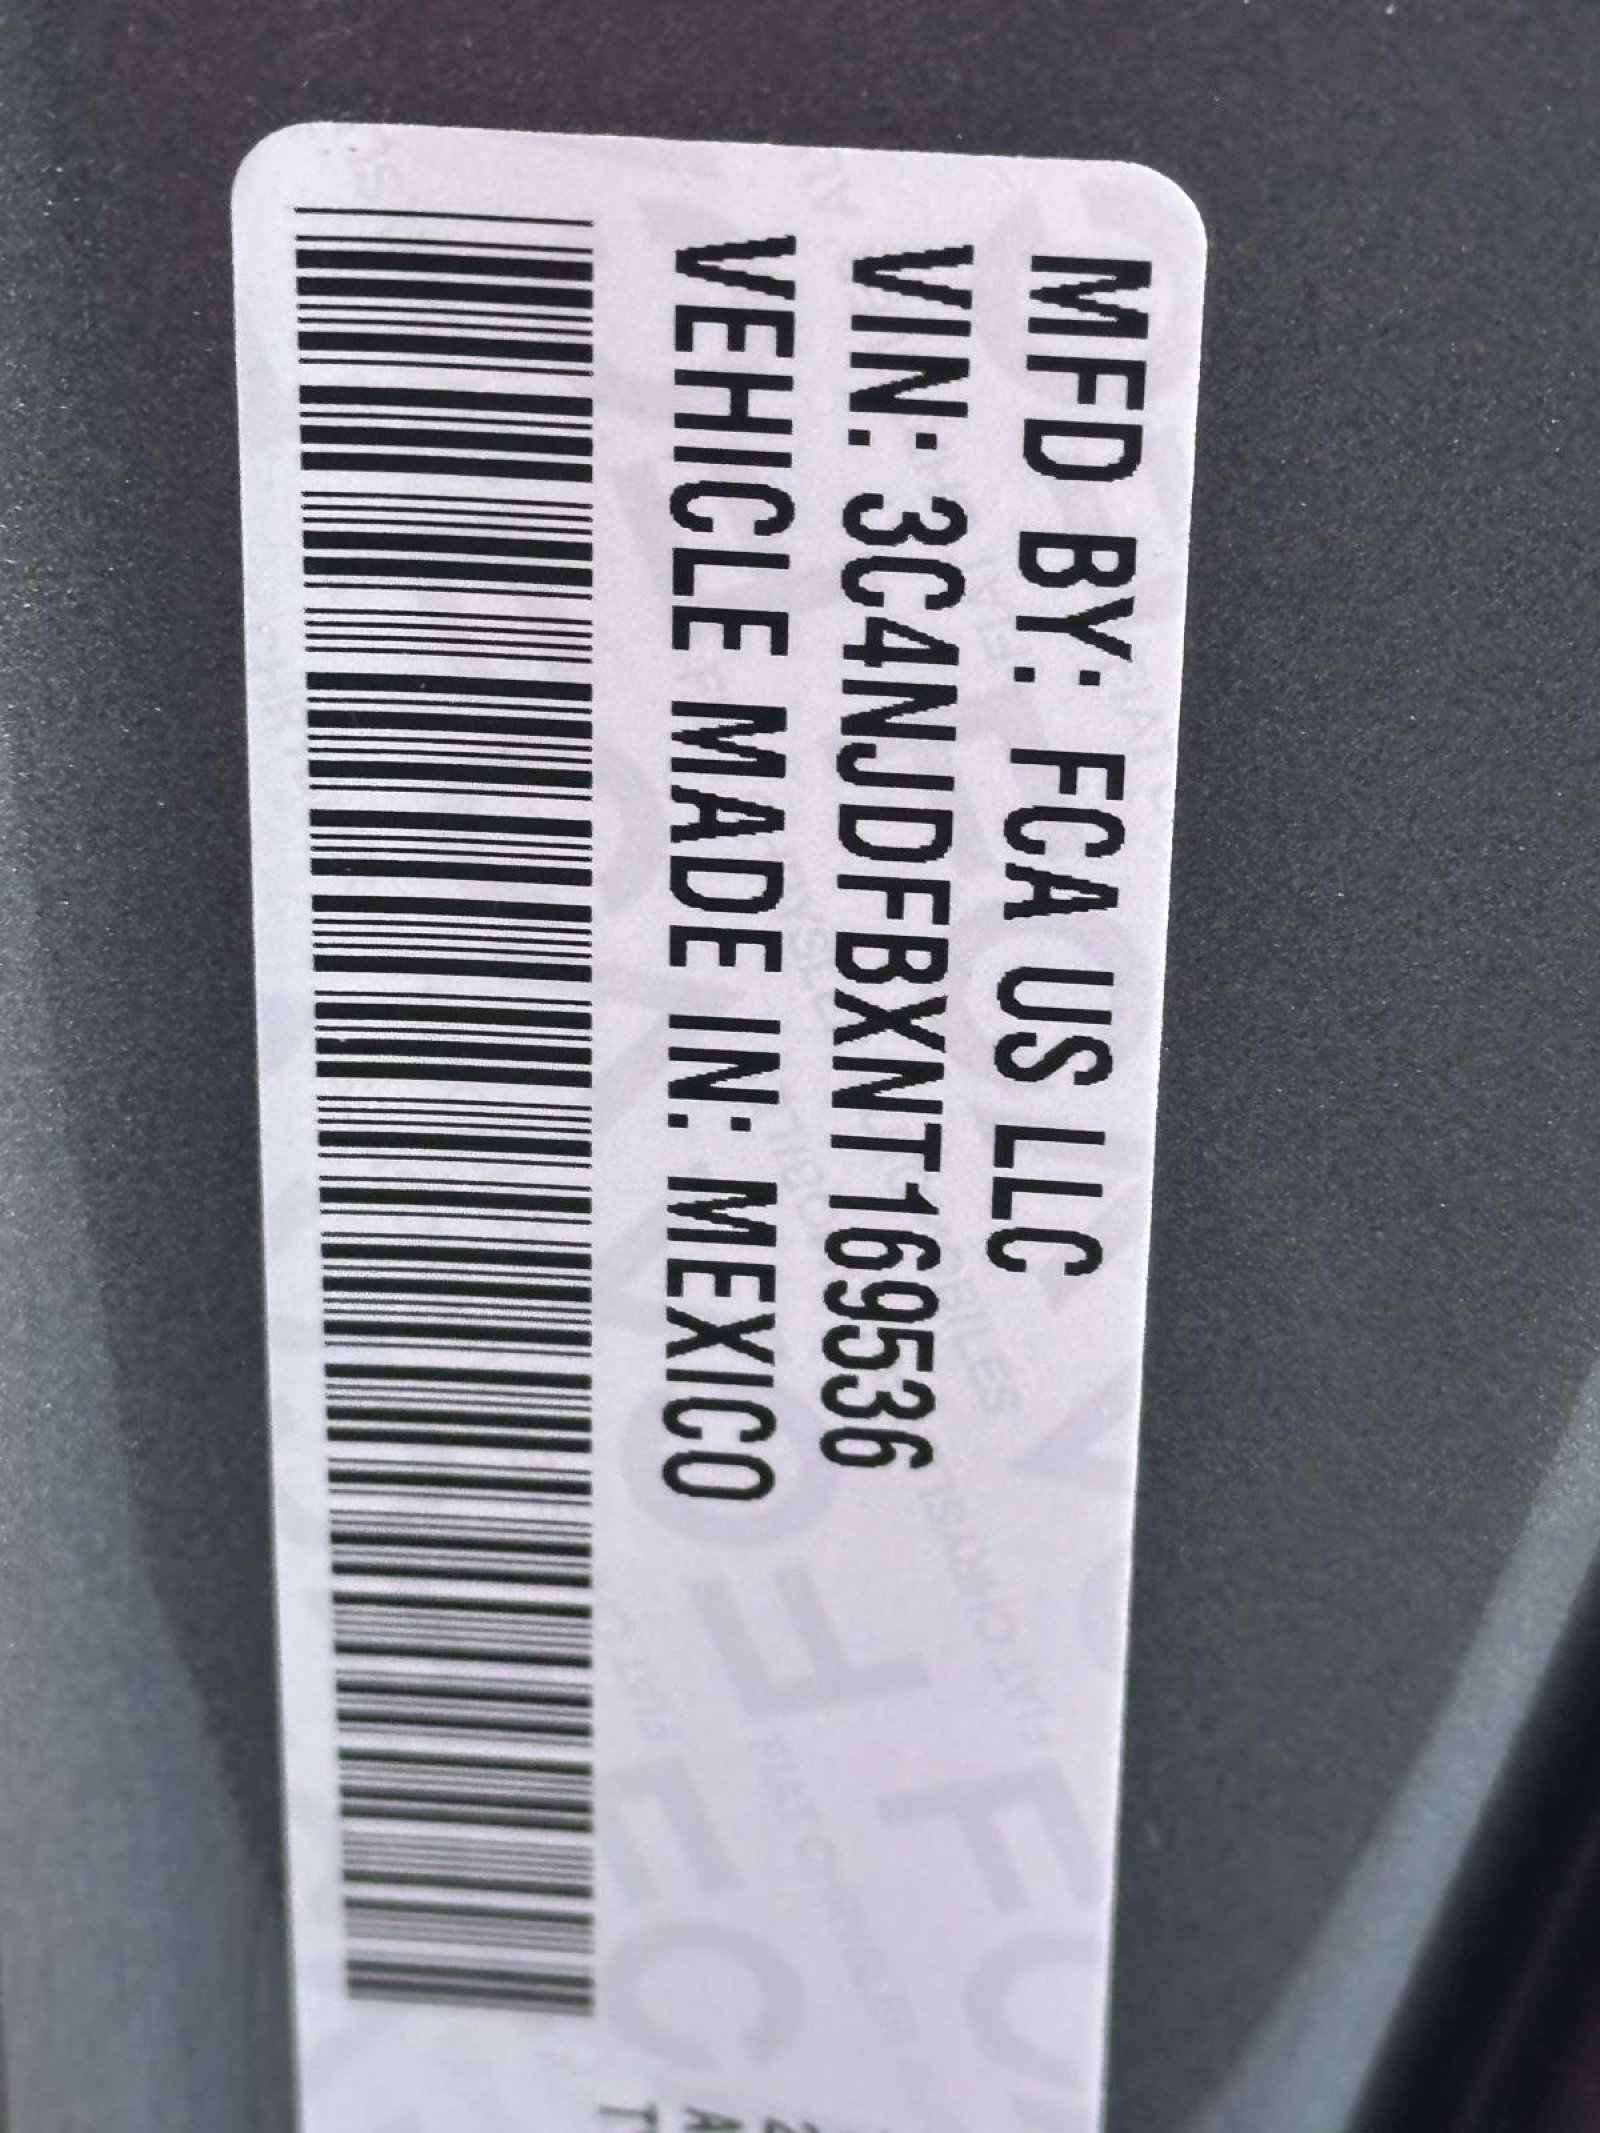 MFD BY: FCA US LLC
VIN: 3C4NJDFBXNT169536
VEHICLE MADE IN: MEXICO